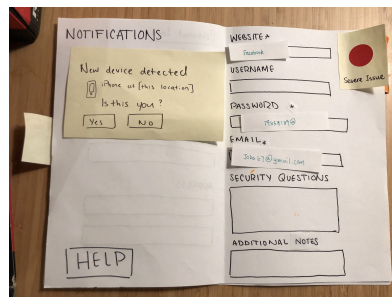 NOTIFICATIONS
New device detected
iPhone at [this location]
Is this you?
Yes
No
HELP
WEBSITE*
Facebook
USERNAME
PASSWORD *
EMAIL*
SECURITY QUESTIONS
ADDITIONAL NOTES
Severe Issue